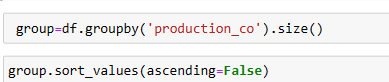 group=df.groupby('production_co').size()
group.sort_values(ascending=False)